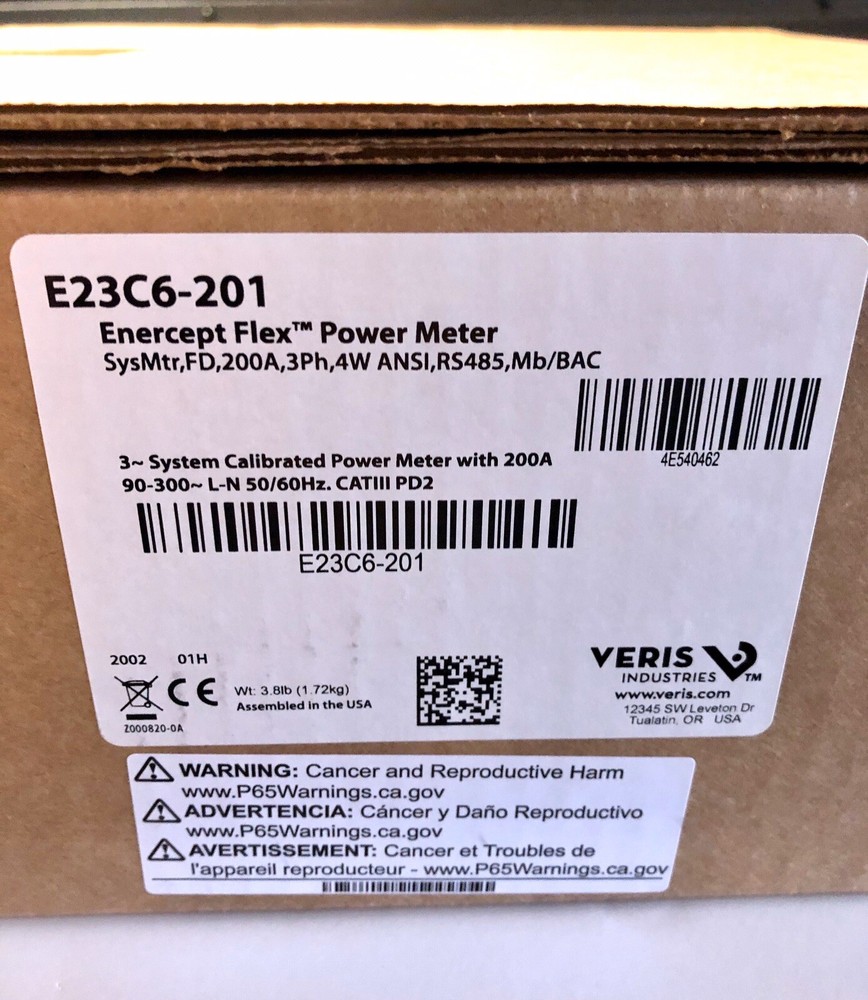 E23C6-201
Enercept Flex™ Power Meter
SysMtr,FD,200A,3Ph,4W ANSI,RS485,Mb/BAC
4E540462
3~ System Calibrated Power Meter with 200A
90-300~ L-N 50/60Hz. CATIII PD2
E23C6-201
2002 01H
CE
Wt: 3.8lb (1.72kg)
Assembled in the USA
Z000820-0A
VERIS
INDUSTRIES™
www.veris.com
12345 SW Leveton Dr
Tualatin, OR USA
WARNING: Cancer and Reproductive Harm
www.P65Warnings.ca.gov
ADVERTENCIA: Cáncer y Daño Reproductivo
www.P65Warnings.ca.gov
AVERTISSEMENT: Cancer et Troubles de
l'appareil reproducteur - www.P65Warnings.ca.gov